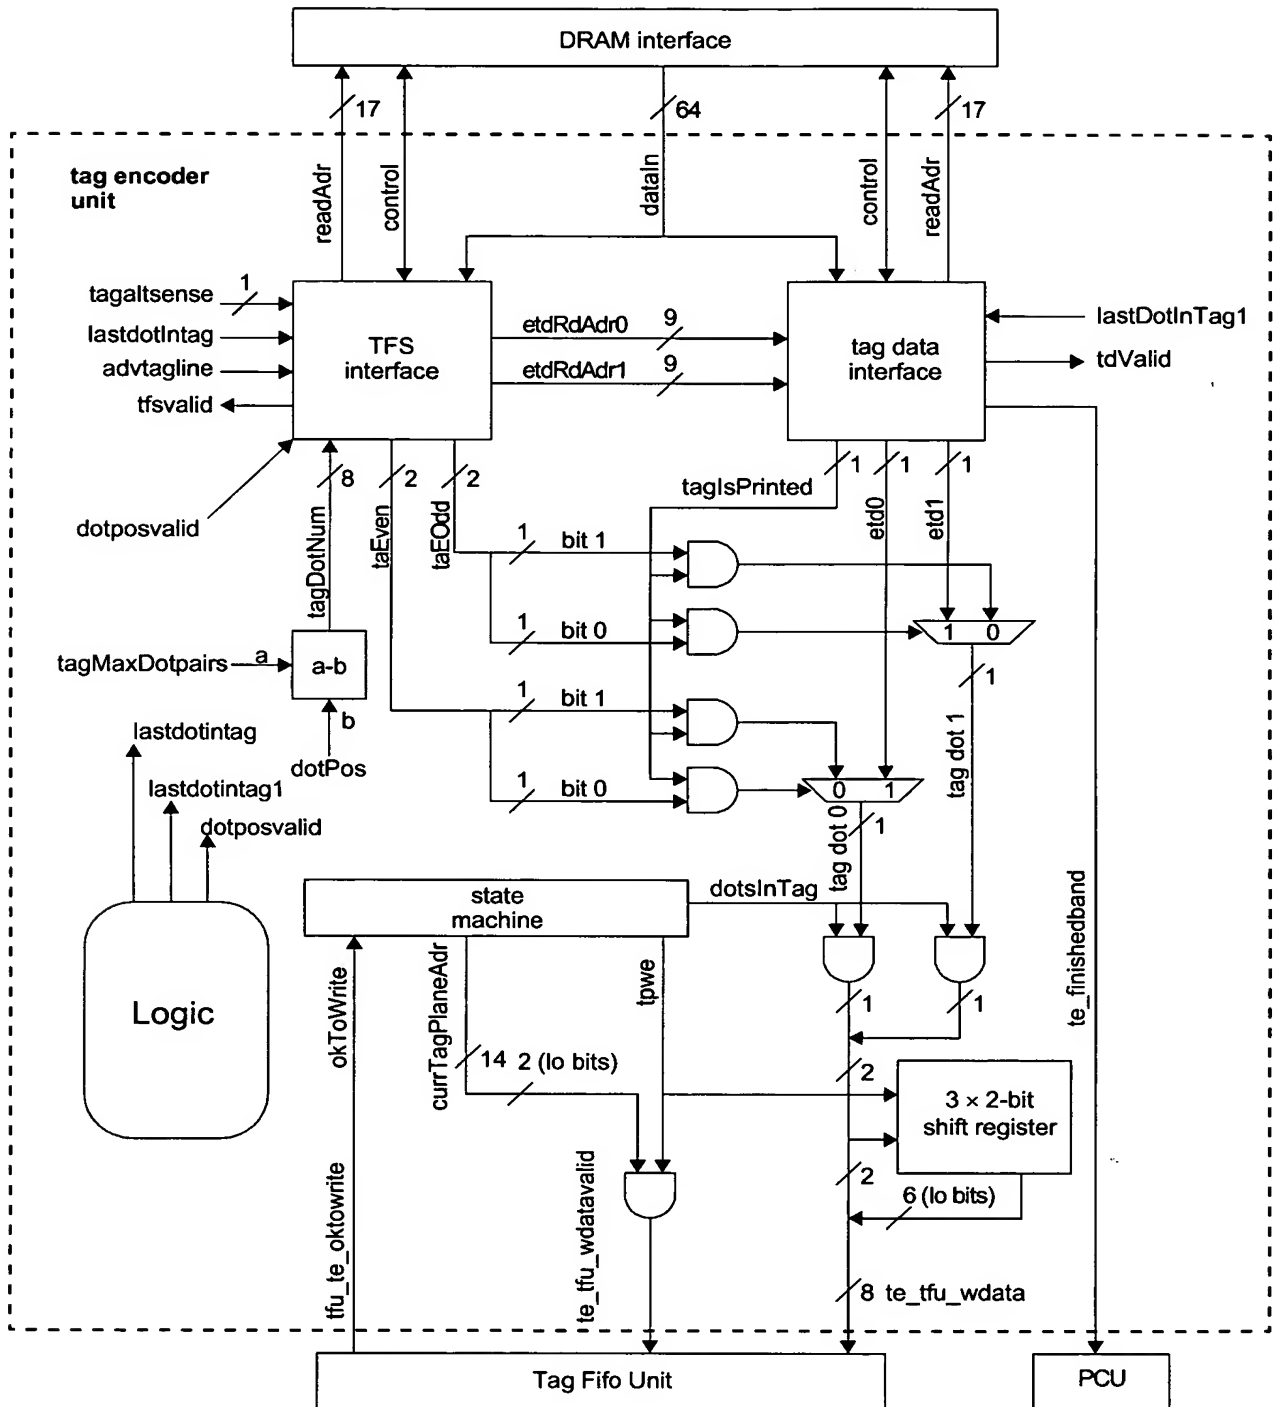 DRAM interface
17
64
17
tag encoder
unit
readAdr
control
dataIn
control
readAdr
tagaltsense
1
lastdotIntag
advtagline
tfsvalid
TFS
interface
etdRdAdr0
9
etdRdAdr1
9
tag data
interface
lastDotInTag1
tdValid
dotposvalid
8
2
2
tagDotNum
taEven
taEOdd
tagIsPrinted
1
1
1
etd0
etd1
1
bit 1
1
bit 0
1 0
1
tagMaxDotpairs
a
a-b
b
dotPos
1
bit 1
1
bit 0
0 1
1
tag dot 0
tag dot 1
lastdotintag
lastdotintag1
dotposvalid
Logic
state
machine
dotsInTag
okToWrite
currTagPlaneAdr
tpwe
14
2 (lo bits)
1
1
2
3 × 2-bit
shift register
2
6 (lo bits)
te_finishedband
tfu_te_oktowrite
te_tfu_wdatavalid
8 te_tfu_wdata
Tag Fifo Unit
PCU